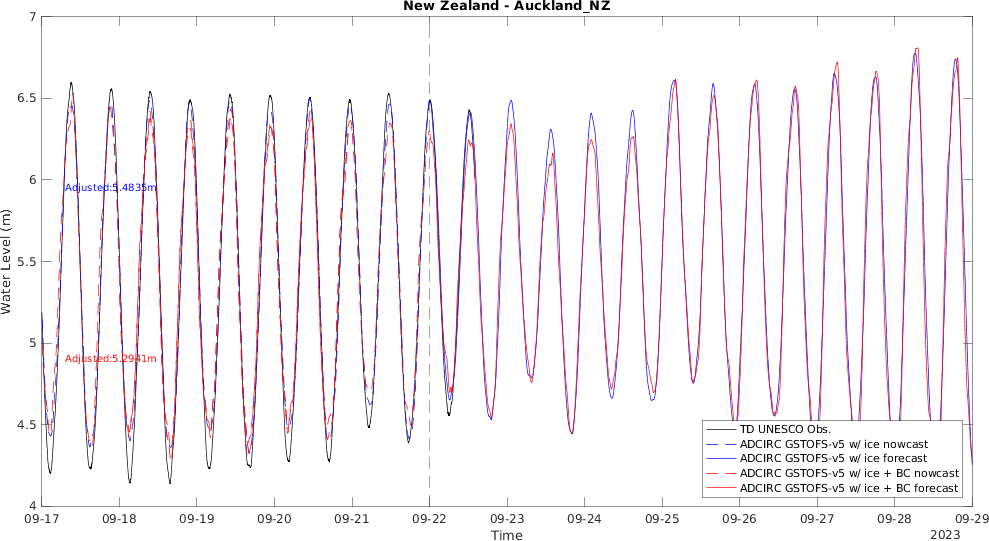 New Zealand - Auckland_NZ
7
6.5
6
Adjusted:5.4835m
5.5
Water Level (m)
5
Adjusted:5.2941m
4.5
4
TD UNESCO Obs.
ADCIRC GSTOFS-v5 w/ ice nowcast
ADCIRC GSTOFS-v5 w/ ice forecast
ADCIRC GSTOFS-v5 w/ ice + BC nowcast
ADCIRC GSTOFS-v5 w/ ice + BC forecast
09-17 09-18 09-19 09-20 09-21 09-22 09-23 09-24 09-25 09-26 09-27 09-28 09-29
Time
2023